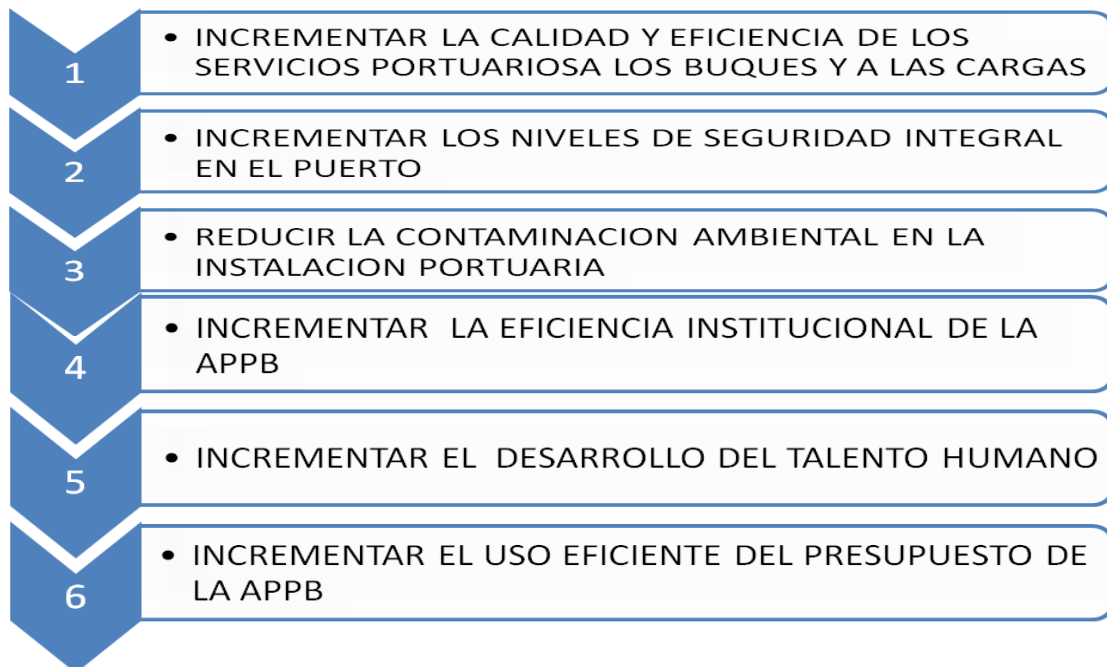 1
• INCREMENTAR LA CALIDAD Y EFICIENCIA DE LOS
SERVICIOS PORTUARIOSA LOS BUQUES Y A LAS CARGAS
2
• INCREMENTAR LOS NIVELES DE SEGURIDAD INTEGRAL
EN EL PUERTO
3
• REDUCIR LA CONTAMINACION AMBIENTAL EN LA
INSTALACION PORTUARIA
4
• INCREMENTAR LA EFICIENCIA INSTITUCIONAL DE LA
APPB
5
• INCREMENTAR EL DESARROLLO DEL TALENTO HUMANO
6
• INCREMENTAR EL USO EFICIENTE DEL PRESUPUESTO DE
LA APPB